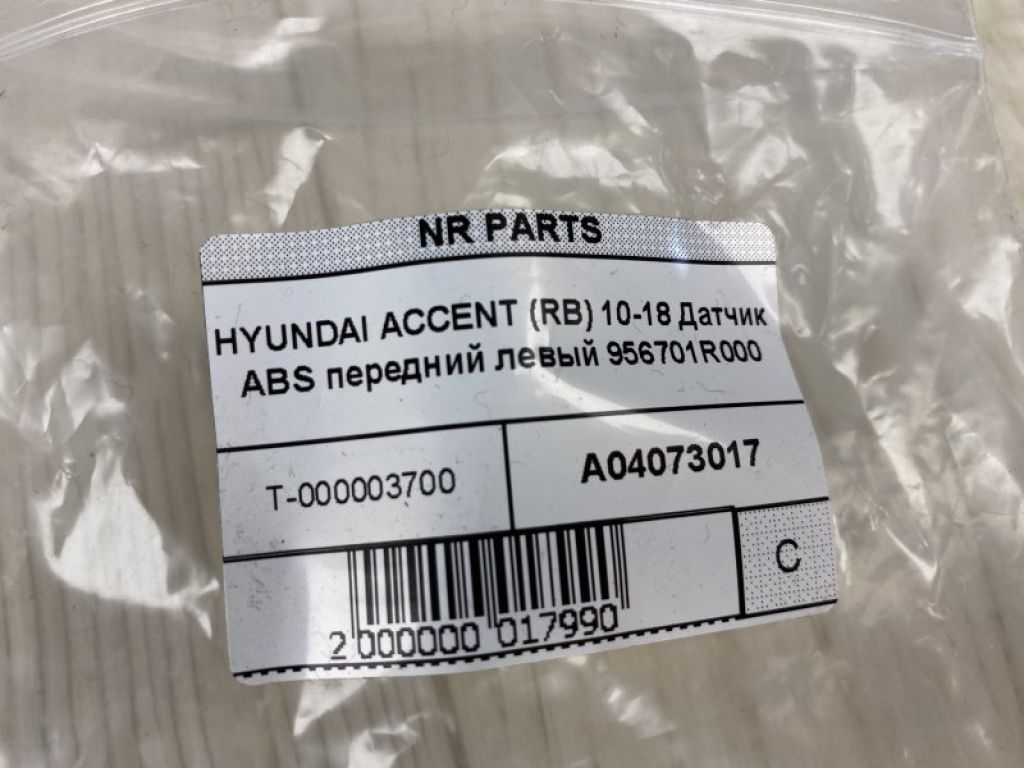 NR PARTS
HYUNDAI ACCENT (RB) 10-18 Датчик
ABS передний левый 956701R000
T-000003700
A04073017
C
2 000000 017990